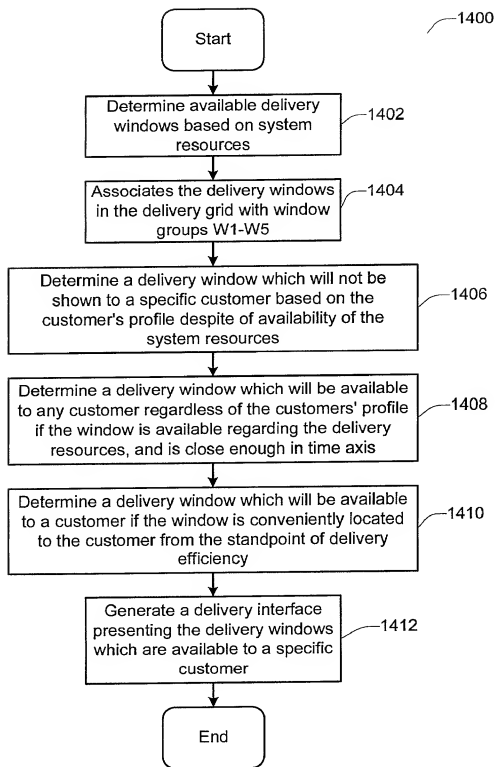 1400
Start
Determine available delivery
windows based on system
resources
1402
Associates the delivery windows
in the delivery grid with window
groups W1-W5
1404
Determine a delivery window which will not be
shown to a specific customer based on the
customer's profile despite of availability of the
system resources
1406
Determine a delivery window which will be available
to any customer regardless of the customers' profile
if the window is available regarding the delivery
resources, and is close enough in time axis
1408
Determine a delivery window which will be available
to a customer if the window is conveniently located
to the customer from the standpoint of delivery
efficiency
1410
Generate a delivery interface
presenting the delivery windows
which are available to a specific
customer
1412
End